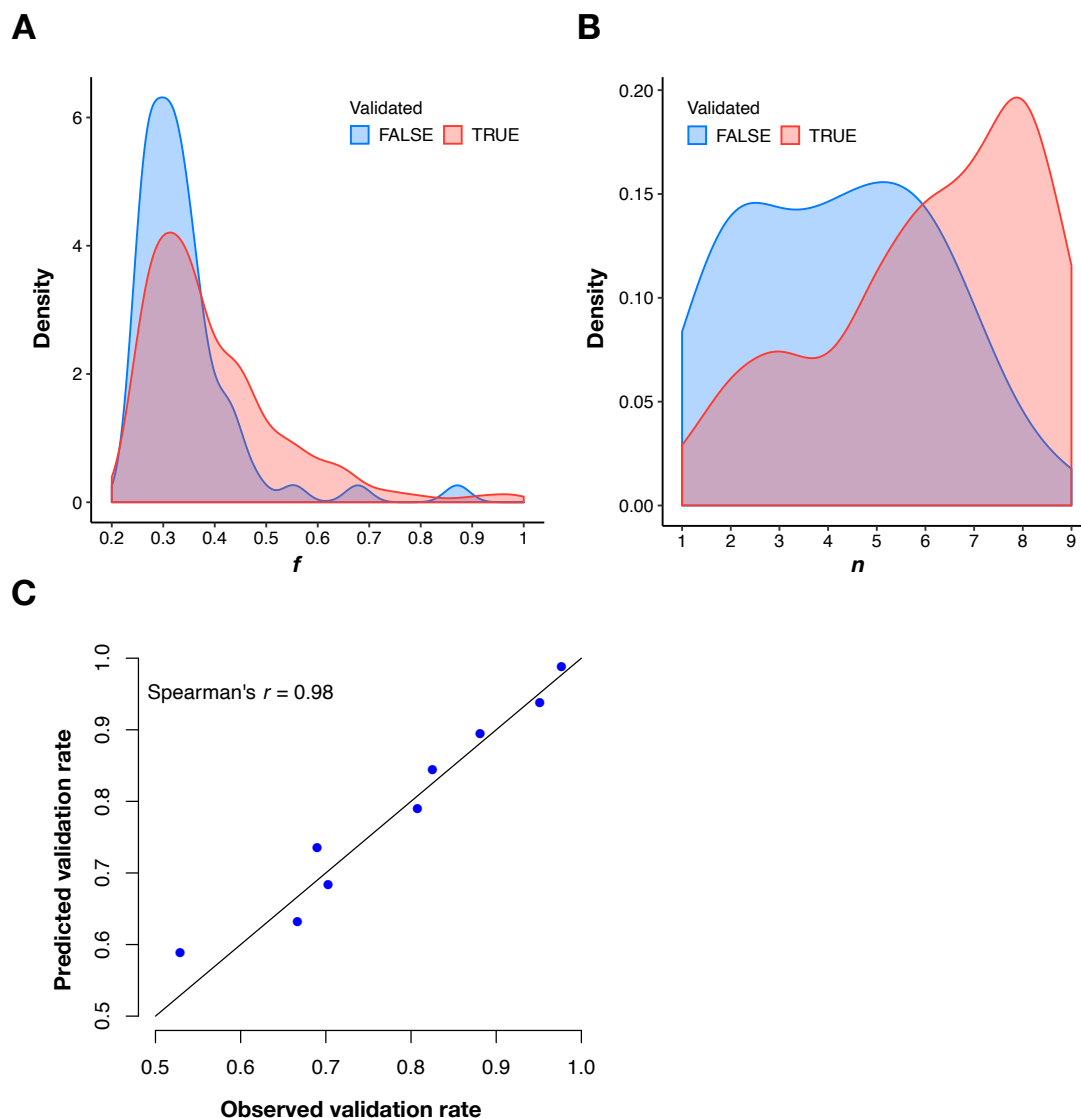 A
B
Validated
FALSE TRUE
Density
0 2 4 6
0.2 0.3 0.4 0.5 0.6 0.7 0.8 0.9 1
f
Validated
FALSE TRUE
Density
0.00 0.05 0.10 0.15 0.20
1 2 3 4 5 6 7 8 9
n
C
Spearman's r = 0.98
Predicted validation rate
0.5 0.6 0.7 0.8 0.9 1.0
0.5 0.6 0.7 0.8 0.9 1.0
Observed validation rate